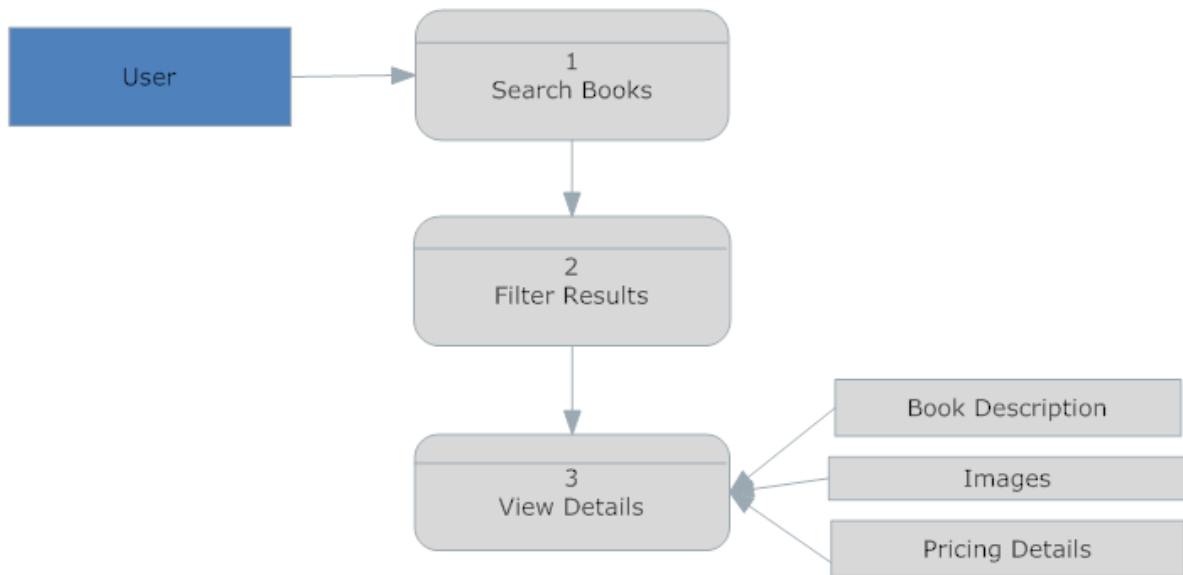 User
1
Search Books
2
Filter Results
3
View Details
Book Description
Images
Pricing Details